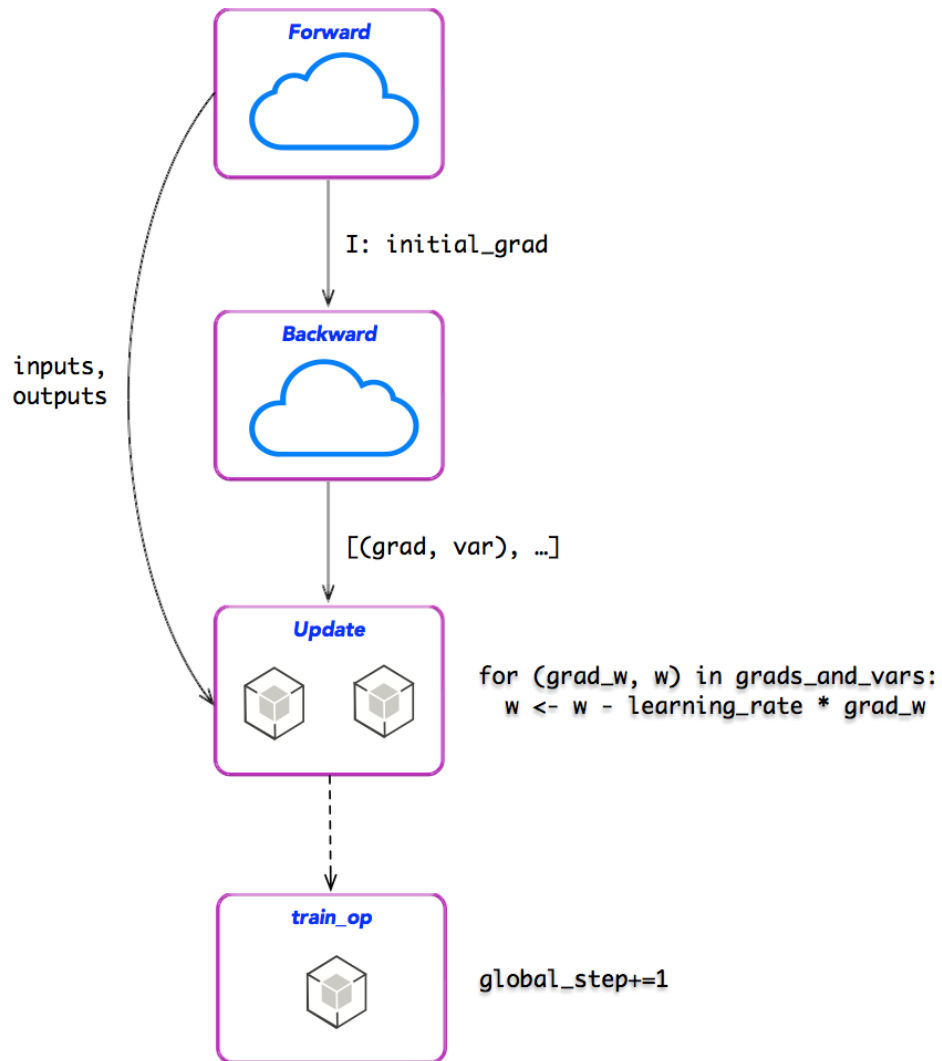 Forward
I: initial_grad
Backward
inputs,
outputs
[(grad, var), …]
Update
for (grad_w, w) in grads_and_vars:
  w <- w - learning_rate * grad_w
train_op
global_step+=1